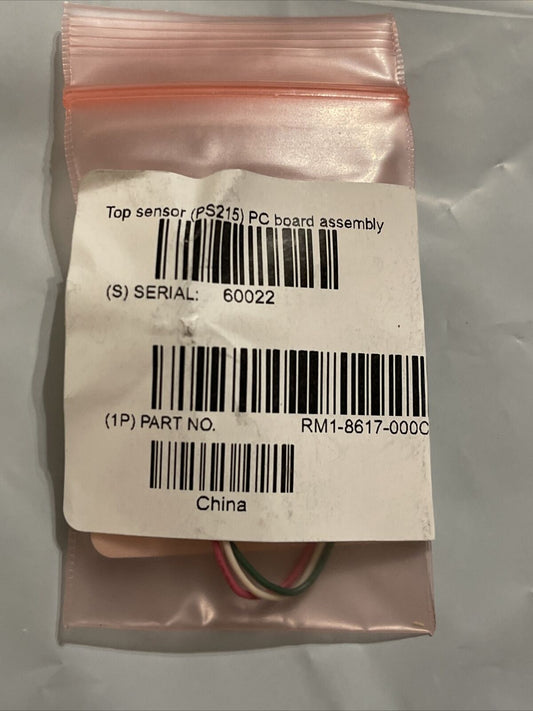 Top sensor (PS215) PC board assembly
(S) SERIAL: 60022
(1P) PART NO. RM1-8617-000C
China